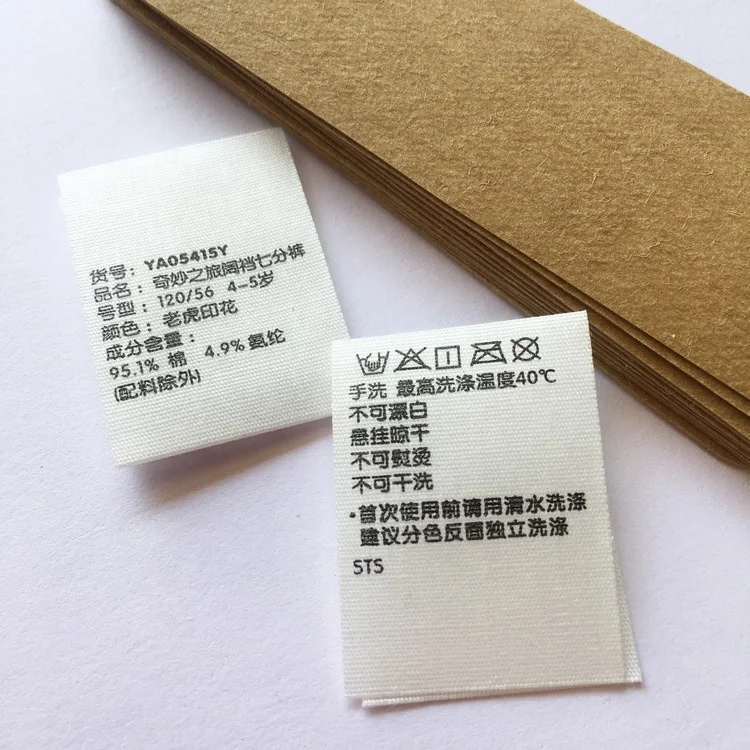 货号: YA05415Y
品名: 奇妙之旅阔裆七分裤
号型: 120/56 4-5岁
颜色: 老虎印花
成分含量:
95.1% 棉 4.9% 氨纶
(配料除外)
手洗 最高洗涤温度40℃
不可漂白
悬挂晾干
不可熨烫
不可干洗
·首次使用前请用清水洗涤
建议分色反面独立洗涤
STS